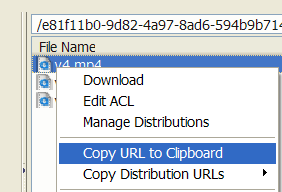 /e81f11b0-9d82-4a97-8ad6-594b9b714
File Name
v4.mp4
Download
Edit ACL
Manage Distributions
Copy URL to Clipboard
Copy Distribution URLs